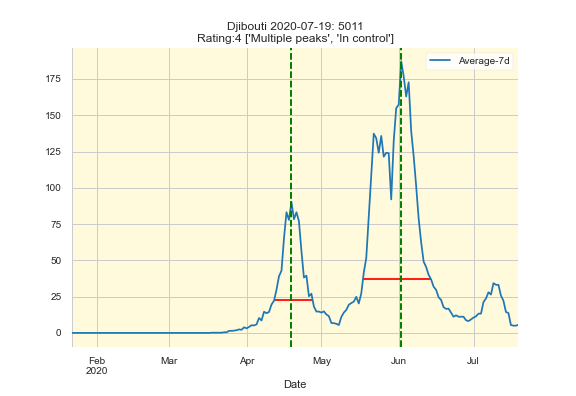 Djibouti 2020-07-19: 5011
Rating:4 ['Multiple peaks', 'In control']
Average-7d
175
150
125
100
75
50
25
0
Feb
2020
Mar
Apr
May
Jun
Jul
Date